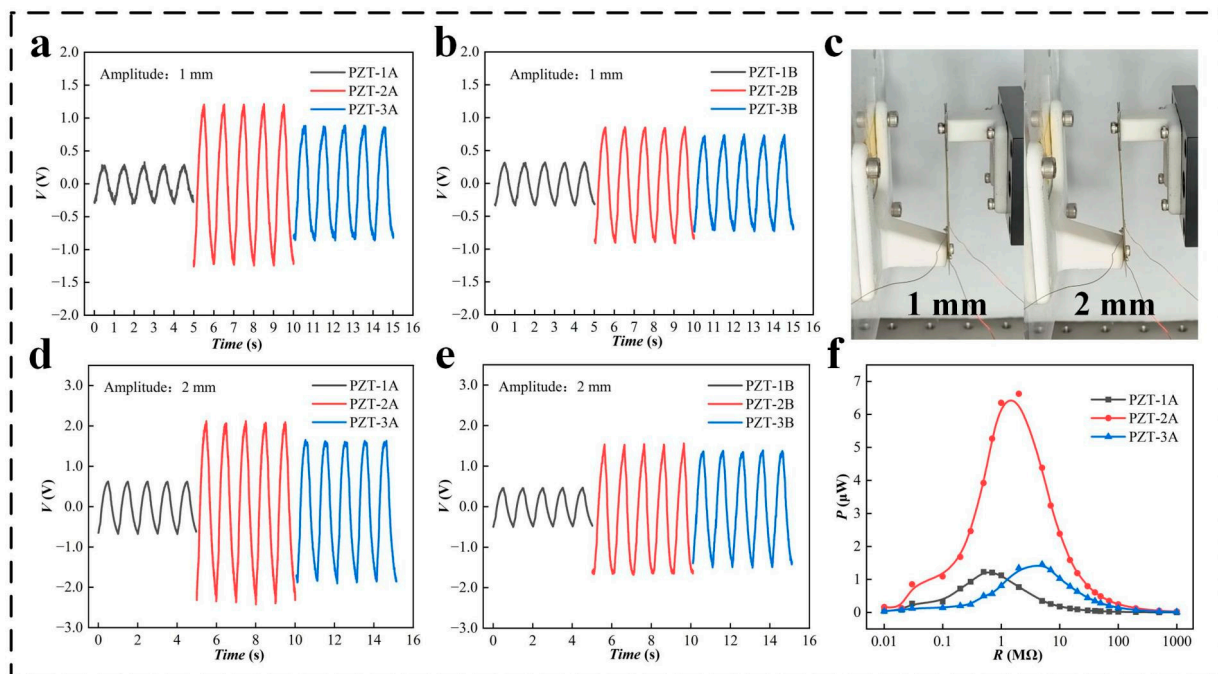 a
2.0
1.5
1.0
0.5
0.0
−0.5
−1.0
−1.5
−2.0
V (V)
Amplitude：1 mm
PZT-1A
PZT-2A
PZT-3A
0 1 2 3 4 5 6 7 8 9 10 11 12 13 14 15 16
Time (s)
b
2.0
1.5
1.0
0.5
0.0
−0.5
−1.0
−1.5
−2.0
V (V)
Amplitude：1 mm
PZT-1B
PZT-2B
PZT-3B
0 1 2 3 4 5 6 7 8 9 10 11 12 13 14 15 16
Time (s)
c
1 mm
2 mm
d
3.0
2.0
1.0
0.0
−1.0
−2.0
−3.0
V (V)
Amplitude：2 mm
PZT-1A
PZT-2A
PZT-3A
0 2 4 6 8 10 12 14 16
Time (s)
e
3.0
2.0
1.0
0.0
−1.0
−2.0
−3.0
V (V)
Amplitude：2 mm
PZT-1B
PZT-2B
PZT-3B
0 2 4 6 8 10 12 14 16
Time (s)
f
7
6
5
4
3
2
1
0
P (μW)
PZT-1A
PZT-2A
PZT-3A
0.01 0.1 1 10 100 1000
R (MΩ)